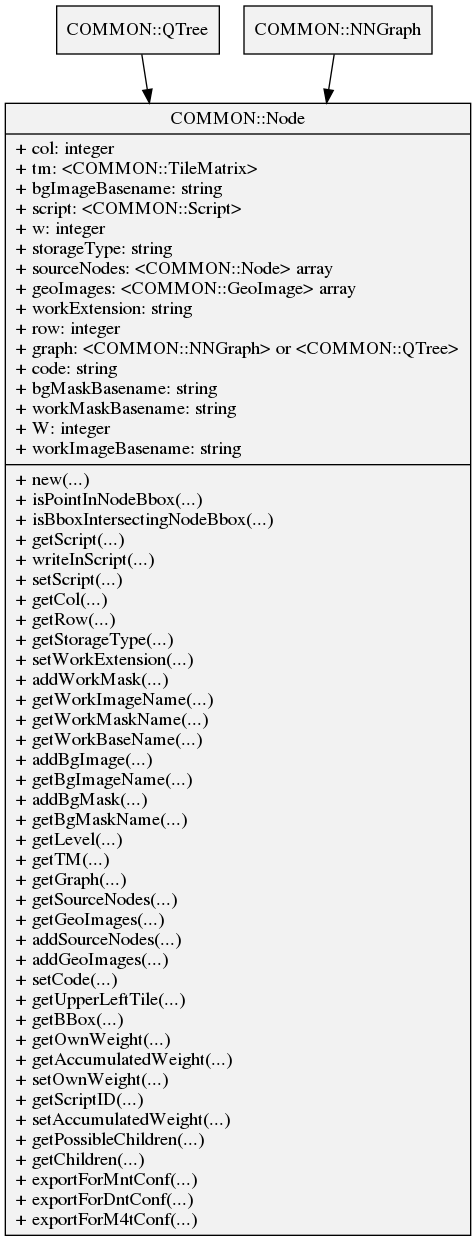 COMMON::QTree
COMMON::NNGraph
COMMON::Node
+ col: integer
+ tm: <COMMON::TileMatrix>
+ bgImageBasename: string
+ script: <COMMON::Script>
+ w: integer
+ storageType: string
+ sourceNodes: <COMMON::Node> array
+ geoImages: <COMMON::GeoImage> array
+ workExtension: string
+ row: integer
+ graph: <COMMON::NNGraph> or <COMMON::QTree>
+ code: string
+ bgMaskBasename: string
+ workMaskBasename: string
+ W: integer
+ workImageBasename: string
+ new(...)
+ isPointInNodeBbox(...)
+ isBboxIntersectingNodeBbox(...)
+ getScript(...)
+ writeInScript(...)
+ setScript(...)
+ getCol(...)
+ getRow(...)
+ getStorageType(...)
+ setWorkExtension(...)
+ addWorkMask(...)
+ getWorkImageName(...)
+ getWorkMaskName(...)
+ getWorkBaseName(...)
+ addBgImage(...)
+ getBgImageName(...)
+ addBgMask(...)
+ getBgMaskName(...)
+ getLevel(...)
+ getTM(...)
+ getGraph(...)
+ getSourceNodes(...)
+ getGeoImages(...)
+ addSourceNodes(...)
+ addGeoImages(...)
+ setCode(...)
+ getUpperLeftTile(...)
+ getBBox(...)
+ getOwnWeight(...)
+ getAccumulatedWeight(...)
+ setOwnWeight(...)
+ getScriptID(...)
+ setAccumulatedWeight(...)
+ getPossibleChildren(...)
+ getChildren(...)
+ exportForMntConf(...)
+ exportForDntConf(...)
+ exportForM4tConf(...)